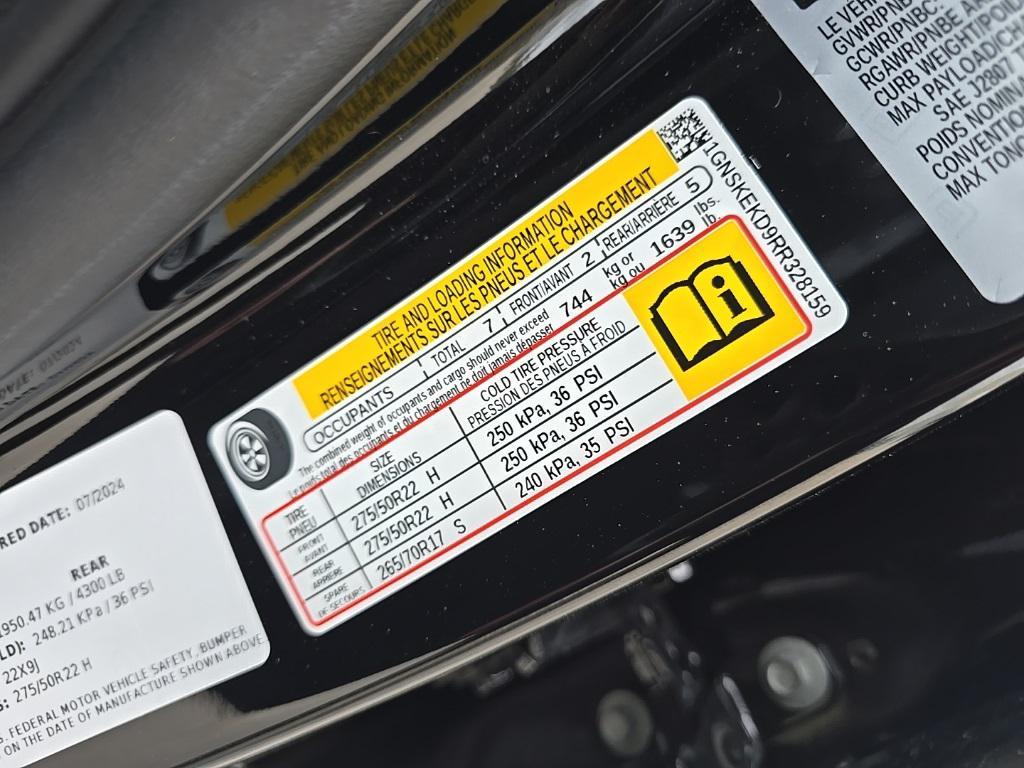 TIRE AND LOADING INFORMATION
RENSEIGNEMENTS SUR LES PNEUS ET LE CHARGEMENT
OCCUPANTS TOTAL 7 FRONT/AVANT 2 REAR/ARRIÈRE 5
The combined weight of occupants and cargo should never exceed 744 kg or 1639 lbs.
Le poids total des occupants et du chargement ne doit jamais dépasser kg ou lb.
TIRE SIZE COLD TIRE PRESSURE
PNEU DIMENSIONS PRESSION DES PNEUS A FROID
FRONT
AVANT 275/50R22 H 250 kPa, 36 PSI
REAR
ARRIÈRE 275/50R22 H 250 kPa, 36 PSI
SPARE
DE SECOURS 265/70R17 S 240 kPa, 35 PSI
1GNSKEKD9RR328159
RED DATE: 07/2024
REAR
1950.47 KG / 4300 LB
LD): 248.21 KPa / 36 PSI
22X9J
S: 275/50R22 H
S. FEDERAL MOTOR VEHICLE SAFETY, BUMPER
ON THE DATE OF MANUFACTURE SHOWN ABOVE
LE VEHI
GVWR/PNB
GCWR/PNBC:
RGAWR/PNBE AR
CURB WEIGHT/POID
MAX PAYLOAD/CH
SAE J2807 T
POIDS NOMIN
CONVENTION
MAX TONG